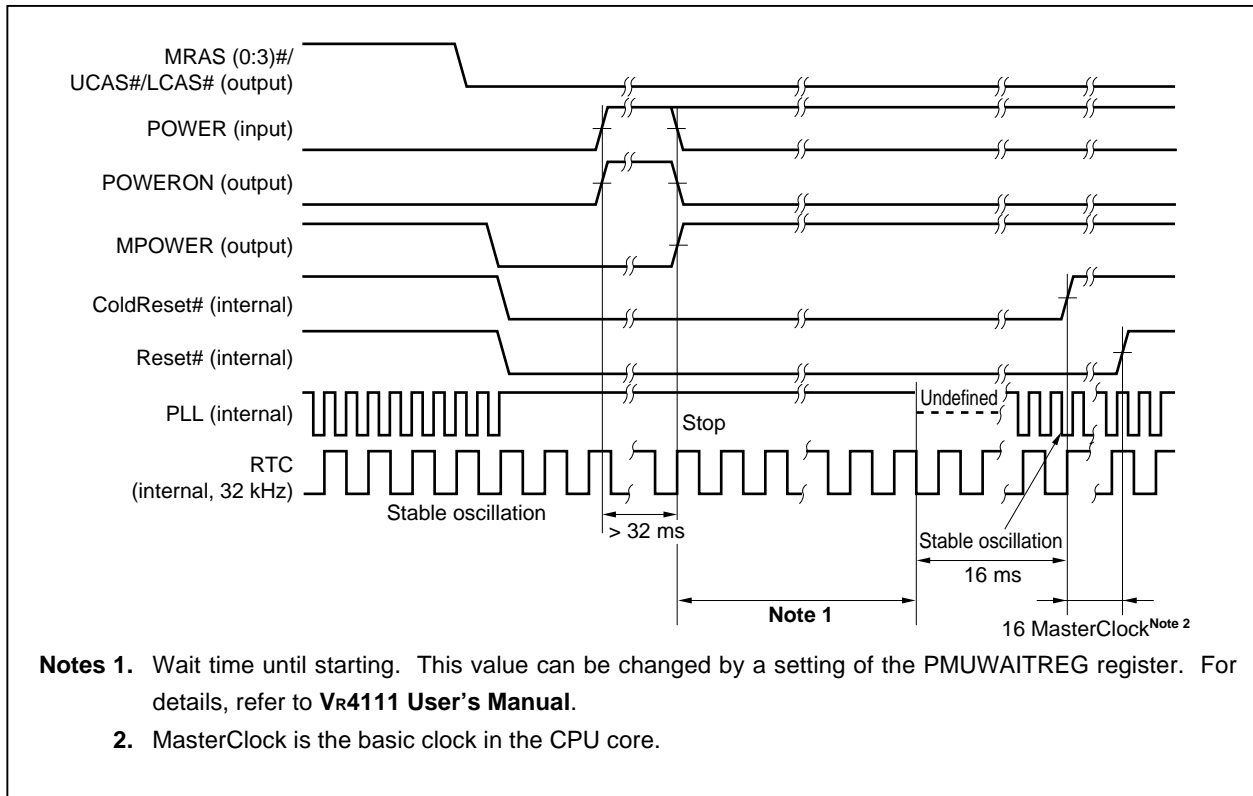 MRAS (0:3)#/
UCAS#/LCAS# (output)
POWER (input)
POWERON (output)
MPOWER (output)
ColdReset# (internal)
Reset# (internal)
PLL (internal)
Undefined
Stop
RTC
(internal, 32 kHz)
Stable oscillation
> 32 ms
Stable oscillation
16 ms
Note 1
16 MasterClock Note 2
Notes 1. Wait time until starting. This value can be changed by a setting of the PMUWAITREG register. For
details, refer to VR4111 User's Manual.
2. MasterClock is the basic clock in the CPU core.